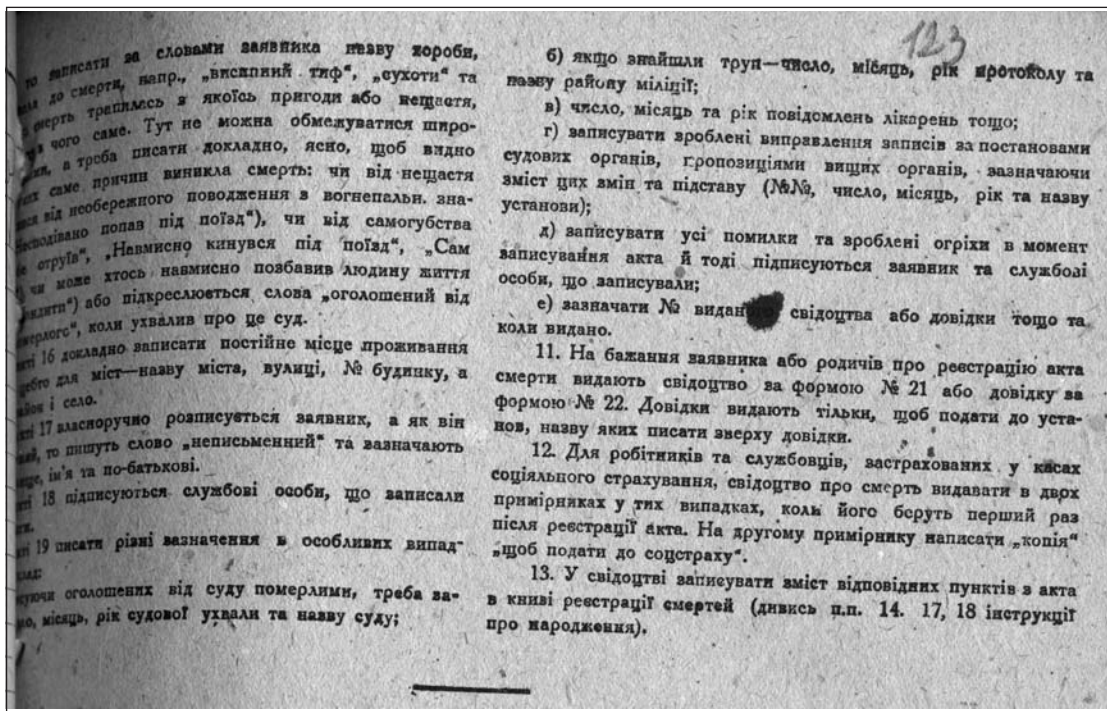 то записати за словами заявника назву хороби,
до смерти, напр., „висипний тиф“, „сухоти“ та
смерть трапилась з якоїсь пригоди або нещастя,
з чого саме. Тут не можна обмежуватися широ-
а треба писати докладно, ясно, щоб видно
саме причин виникла смерть: чи від нещастя
від необережного поводження з вогнепальн. зна-
попав під поїзд“), чи від самогубства
отруїв“, „Навмисно кинувся під поїзд“, „Сам
чи може хтось навмисно позбавив людину життя
або підкреслюється слова „оголошений від
коли ухвалив про це суд.
16 докладно записати постійне місце проживання
для міст—назву міста, вулиці, № будинку, а
і село.
17 власноручно розписується заявник, а як він
то пишуть слово „неписьменний“ та зазначають
ім'я та по-батькові.
18 підписуються службові особи, що записали
19 писати різні зазначення в особливих випад-
оголошених від суду померлими, треба за-
місяць, рік судової ухвали та назву суду;
123
б) якщо знайшли труп—число, місяць, рік протоколу та
назву району міліції;
в) число, місяць та рік повідомлень лікарень тощо;
г) записувати зроблені виправлення записів за постановами
судових органів, пропозиціями вищих органів, зазначаючи
зміст цих змін та підставу (№№, число, місяць, рік та назву
установи);
д) записувати усі помилки та зроблені огріхи в момент
записування акта й тоді підписуються заявник та службові
особи, що записували;
е) зазначати № свідоцтва або довідки тощо та
коли видано.
11. На бажання заявника або родичів про реєстрацію акта
смерти видають свідоцтво за формою № 21 або довідку за
формою № 22. Довідки видають тільки, щоб подати до уста-
нов, назву яких писати зверху довідки.
12. Для робітників та службовців, застрахованих у касах
соціяльного страхування, свідоцтво про смерть видавати в двох
примірниках у тих випадках, коли його беруть перший раз
після реєстрації акта. На другому примірнику написати „копія“
„щоб подати до соцстраху“.
13. У свідоцтві записувати зміст відповідних пунктів з акта
в книзі реєстрації смертей (дивись п.п. 14. 17, 18 інструкції
про народження).